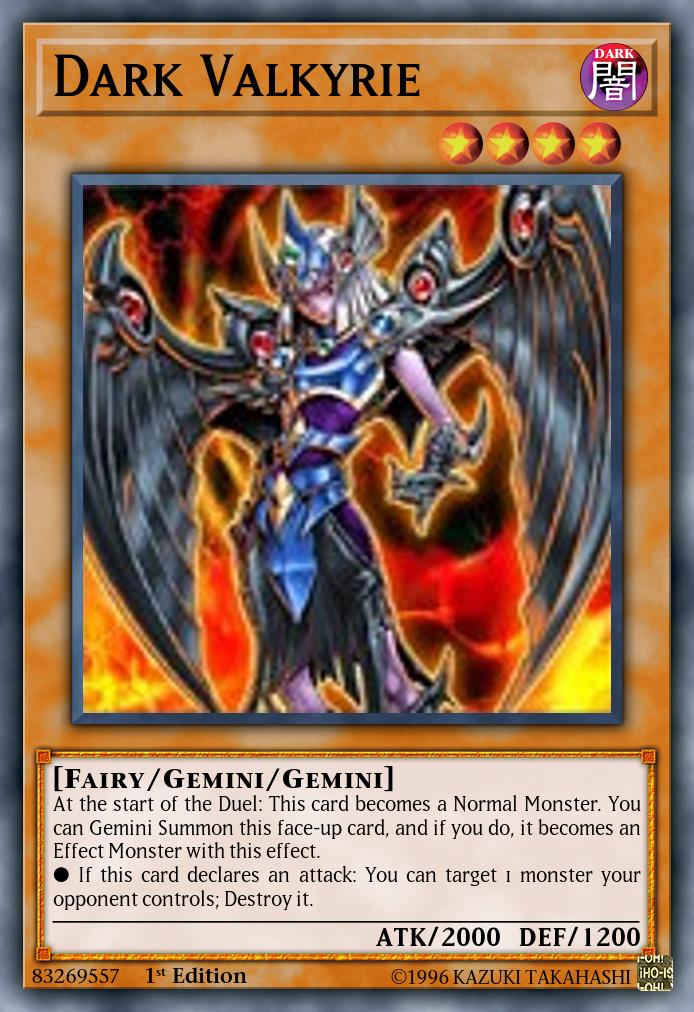 Dark Valkyrie
DARK
闇
[Fairy/Gemini/Gemini]
At the start of the Duel: This card becomes a Normal Monster. You
can Gemini Summon this face-up card, and if you do, it becomes an
Effect Monster with this effect.
● If this card declares an attack: You can target 1 monster your
opponent controls; Destroy it.
ATK/2000 DEF/1200
83269557 1st Edition ©1996 KAZUKI TAKAHASHI